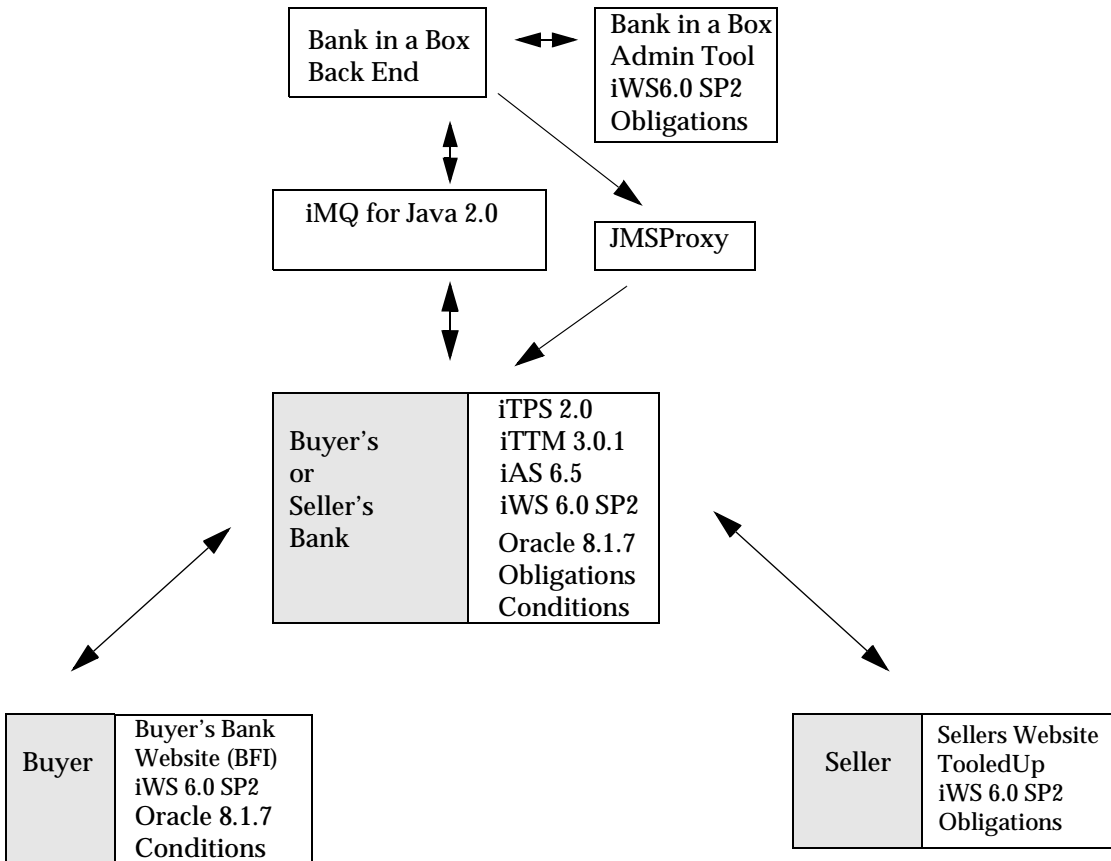 Bank in a Box
Back End
Bank in a Box
Admin Tool
iWS6.0 SP2
Obligations
iMQ for Java 2.0
JMSProxy
Buyer’s
or
Seller’s
Bank
iTPS 2.0
iTTM 3.0.1
iAS 6.5
iWS 6.0 SP2
Oracle 8.1.7
Obligations
Conditions
Buyer
Buyer’s Bank
Website (BFI)
iWS 6.0 SP2
Oracle 8.1.7
Conditions
Seller
Sellers Website
TooledUp
iWS 6.0 SP2
Obligations